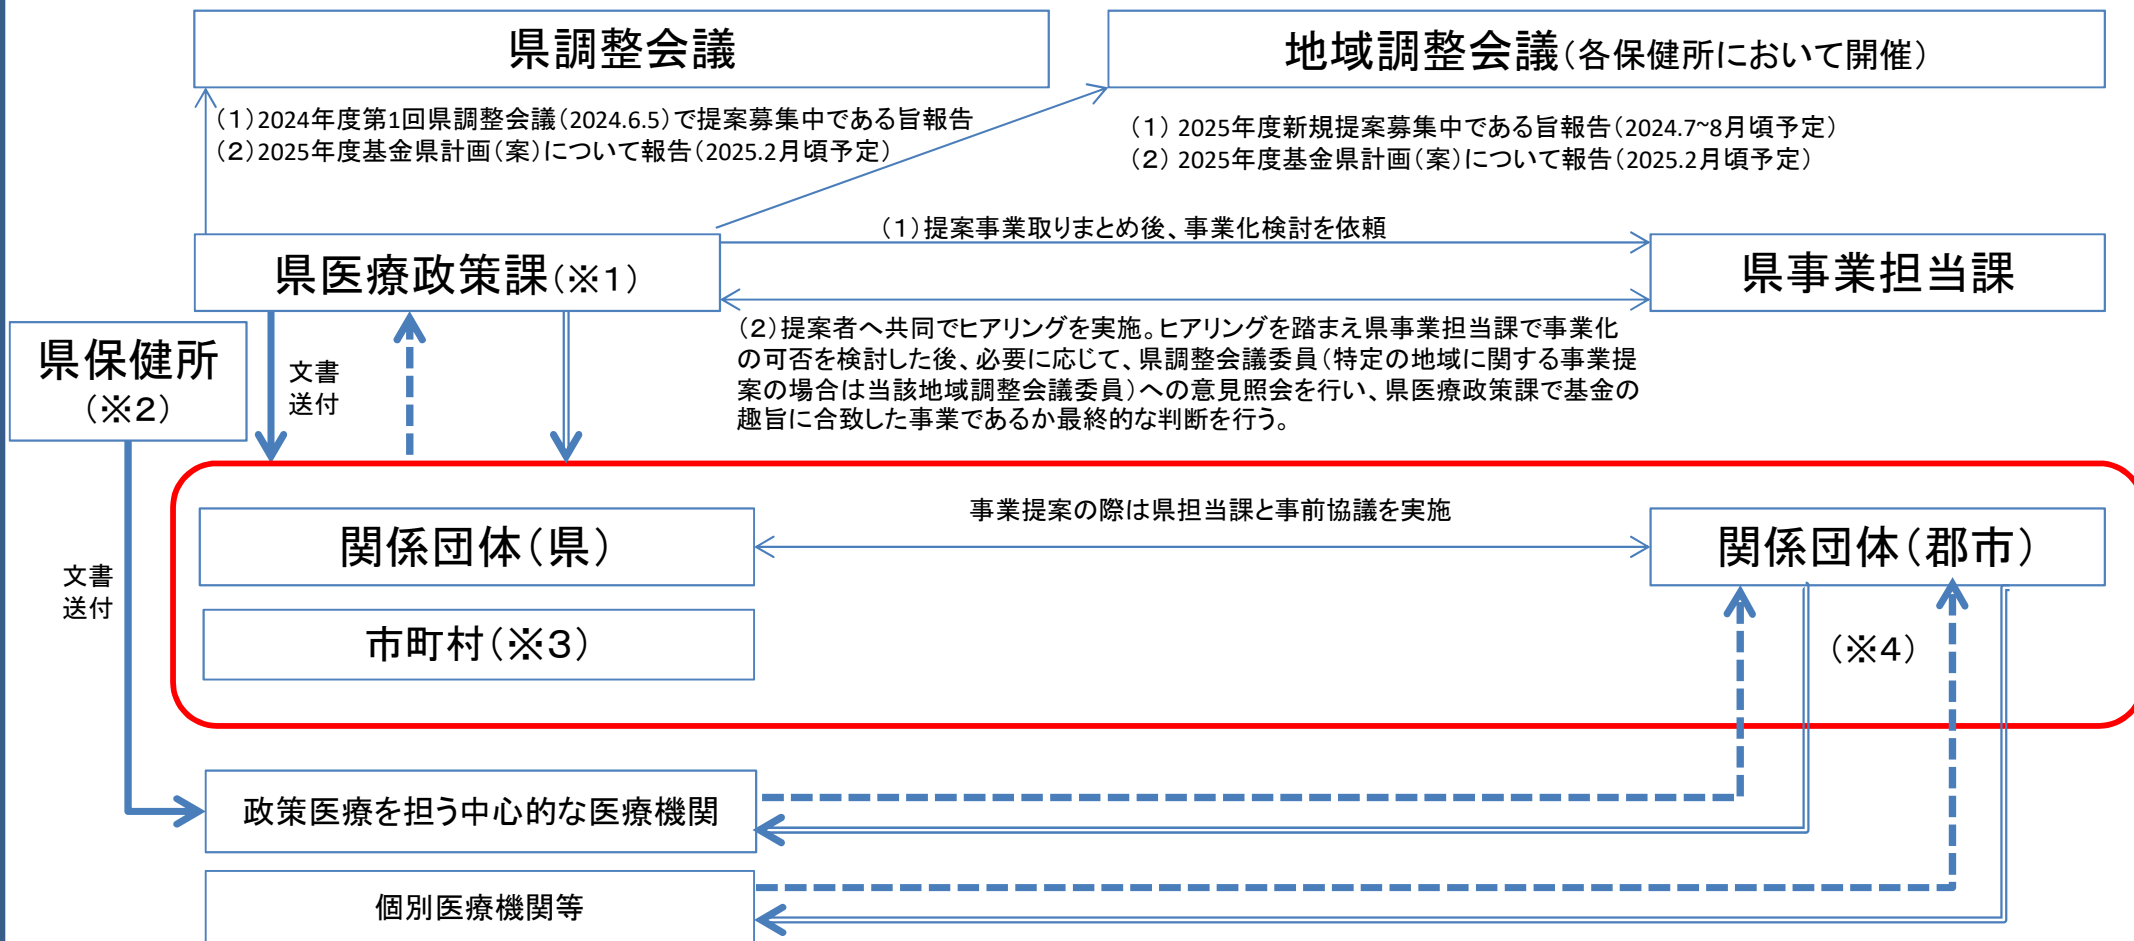 県調整会議
地域調整会議(各保健所において開催)
(1)2024年度第1回県調整会議(2024.6.5)で提案募集中である旨報告
(2)2025年度基金県計画(案)について報告(2025.2月頃予定)
(1) 2025年度新規提案募集中である旨報告(2024.7~8月頃予定)
(2) 2025年度基金県計画(案)について報告(2025.2月頃予定)
(1)提案事業取りまとめ後、事業化検討を依頼
県医療政策課(※1)
県事業担当課
(2)提案者へ共同でヒアリングを実施。ヒアリングを踏まえ県事業担当課で事業化
の可否を検討した後、必要に応じて、県調整会議委員(特定の地域に関する事業提
案の場合は当該地域調整会議委員)への意見照会を行い、県医療政策課で基金の
趣旨に合致した事業であるか最終的な判断を行う。
県保健所
(※2)
文書
送付
事業提案の際は県担当課と事前協議を実施
関係団体(県)
関係団体(郡市)
文書
送付
市町村(※3)
(※4)
政策医療を担う中心的な医療機関
個別医療機関等